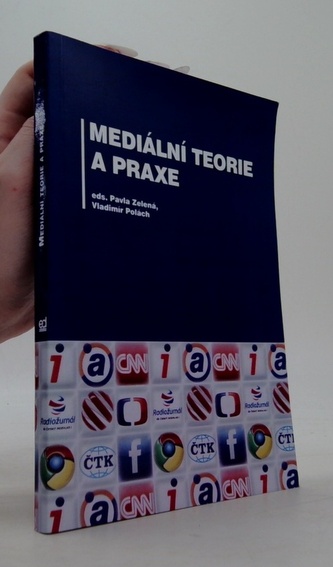 MEDIÁLNÍ TEORIE
A PRAXE
eds. Pavla Zelená,
Vladimír Polách
MEDIÁLNÍ TEORIE A PRAXE
i a CNN i a CNN
Radiožurnál Radiožurnál
ČTK f ČTK
i a CNN i